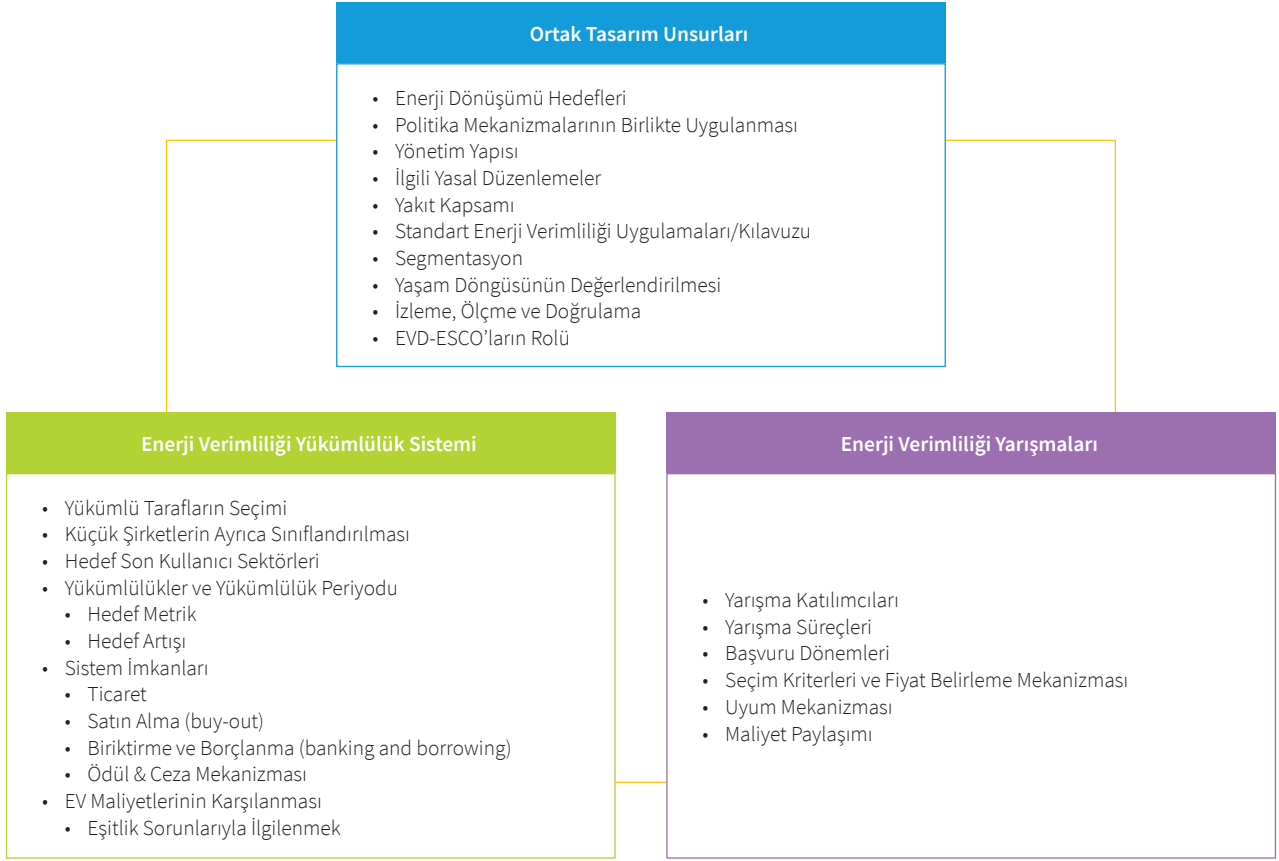 Ortak Tasarım Unsurları
• Enerji Dönüşümü Hedefleri
• Politika Mekanizmalarının Birlikte Uygulanması
• Yönetim Yapısı
• İlgili Yasal Düzenlemeler
• Yakıt Kapsamı
• Standart Enerji Verimliliği Uygulamaları/Kılavuzu
• Segmentasyon
• Yaşam Döngüsünün Değerlendirilmesi
• İzleme, Ölçme ve Doğrulama
• EVD-ESCO’ların Rolü
Enerji Verimliliği Yükümlülük Sistemi
• Yükümlü Tarafların Seçimi
• Küçük Şirketlerin Ayrıca Sınıflandırılması
• Hedef Son Kullanıcı Sektörleri
• Yükümlülükler ve Yükümlülük Periyodu
• Hedef Metrik
• Hedef Artışı
• Sistem İmkanları
• Ticaret
• Satın Alma (buy-out)
• Biriktirme ve Borçlanma (banking and borrowing)
• Ödül & Ceza Mekanizması
• EV Maliyetlerinin Karşılanması
• Eşitlik Sorunlarıyla İlgilenmek
Enerji Verimliliği Yarışmaları
• Yarışma Katılımcıları
• Yarışma Süreçleri
• Başvuru Dönemleri
• Seçim Kriterleri ve Fiyat Belirleme Mekanizması
• Uyum Mekanizması
• Maliyet Paylaşımı